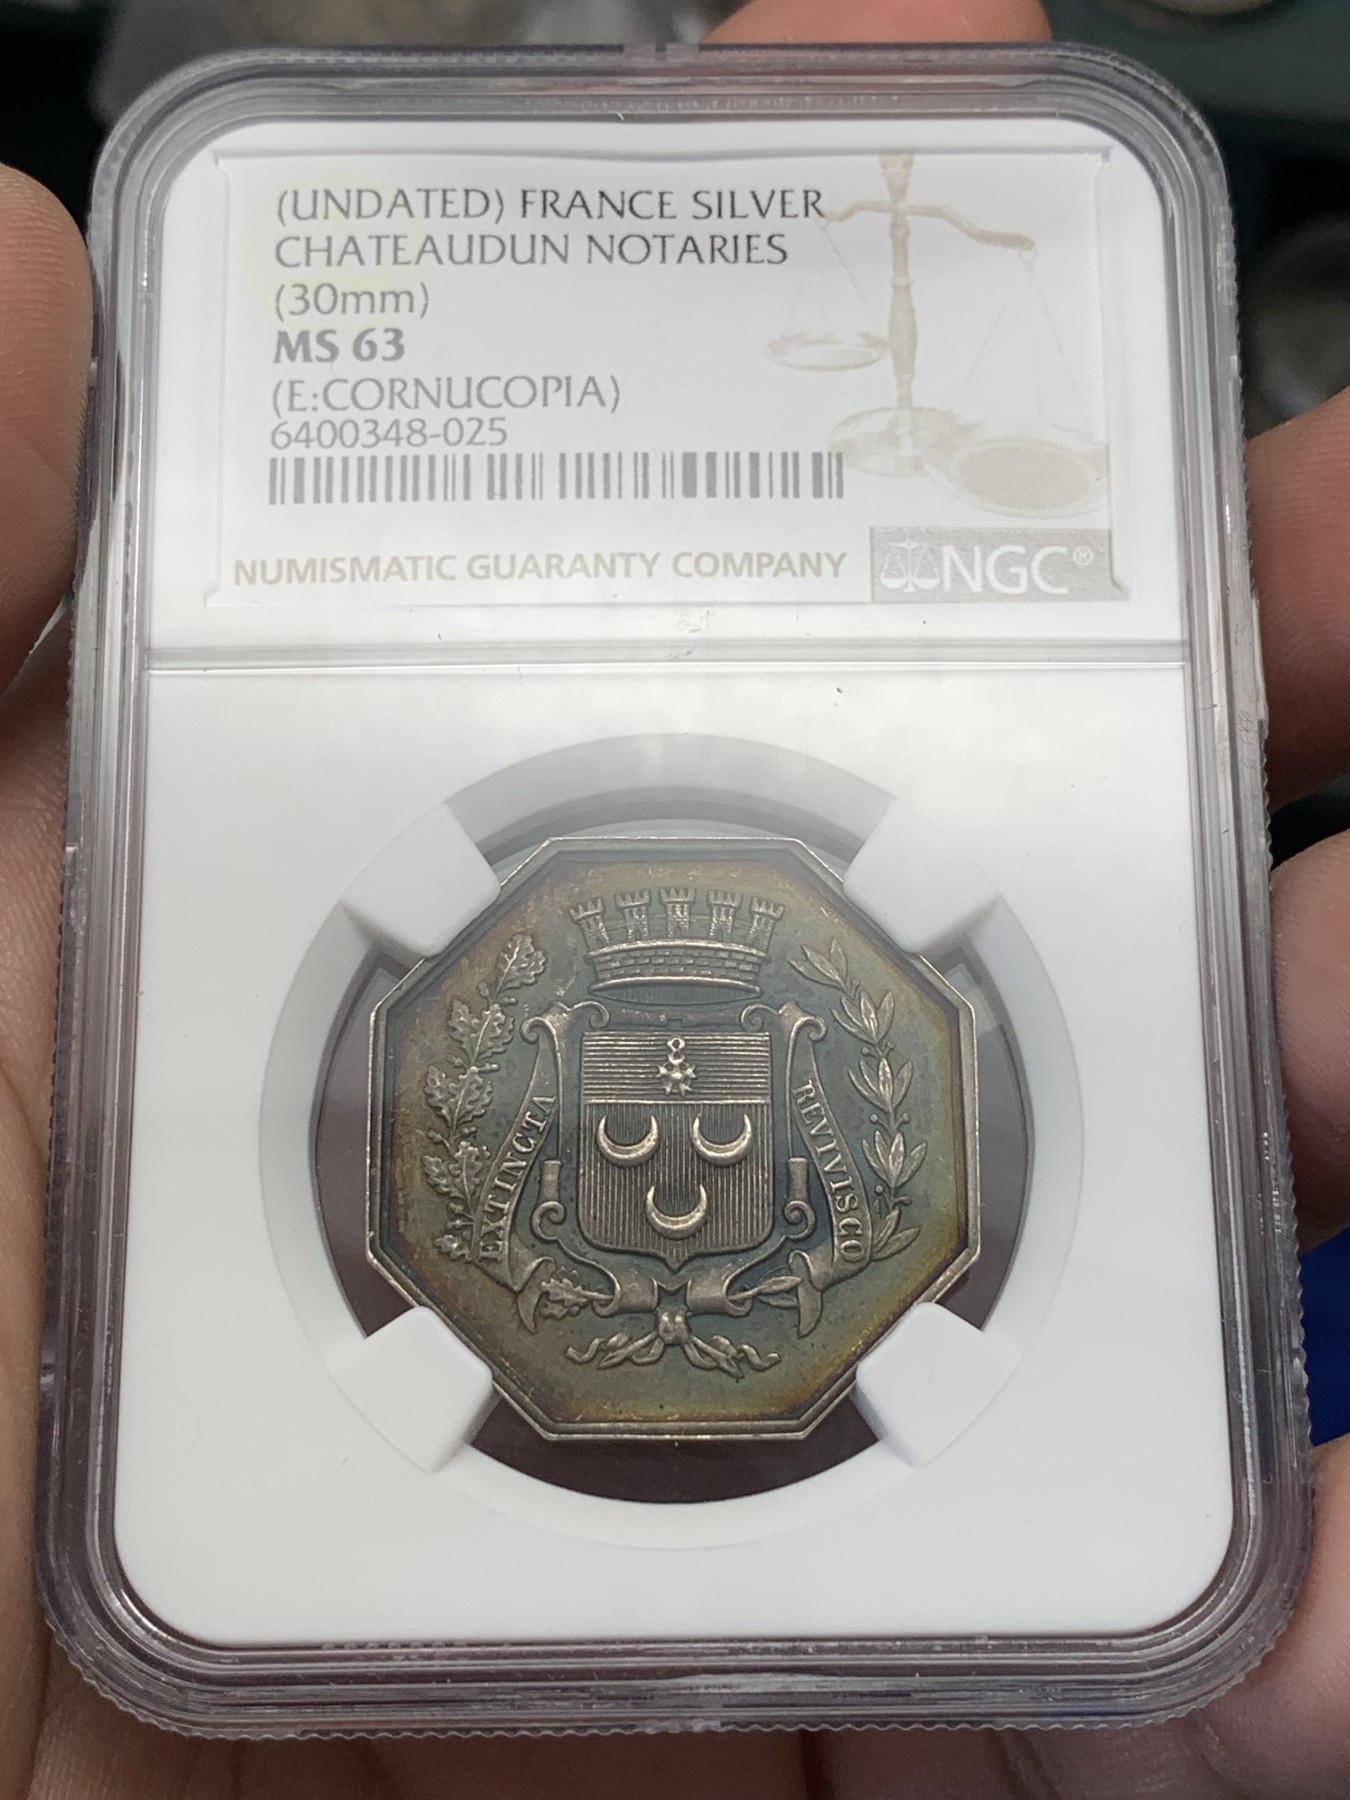 (UNDATED) FRANCE SILVER
CHATEAUDUN NOTARIES
(30mm)
MS 63
(E:CORNUCOPIA)
6400348-025
NUMISMATIC GUARANTY COMPANY
NGC®
EXTINCTA
REVIVISCO